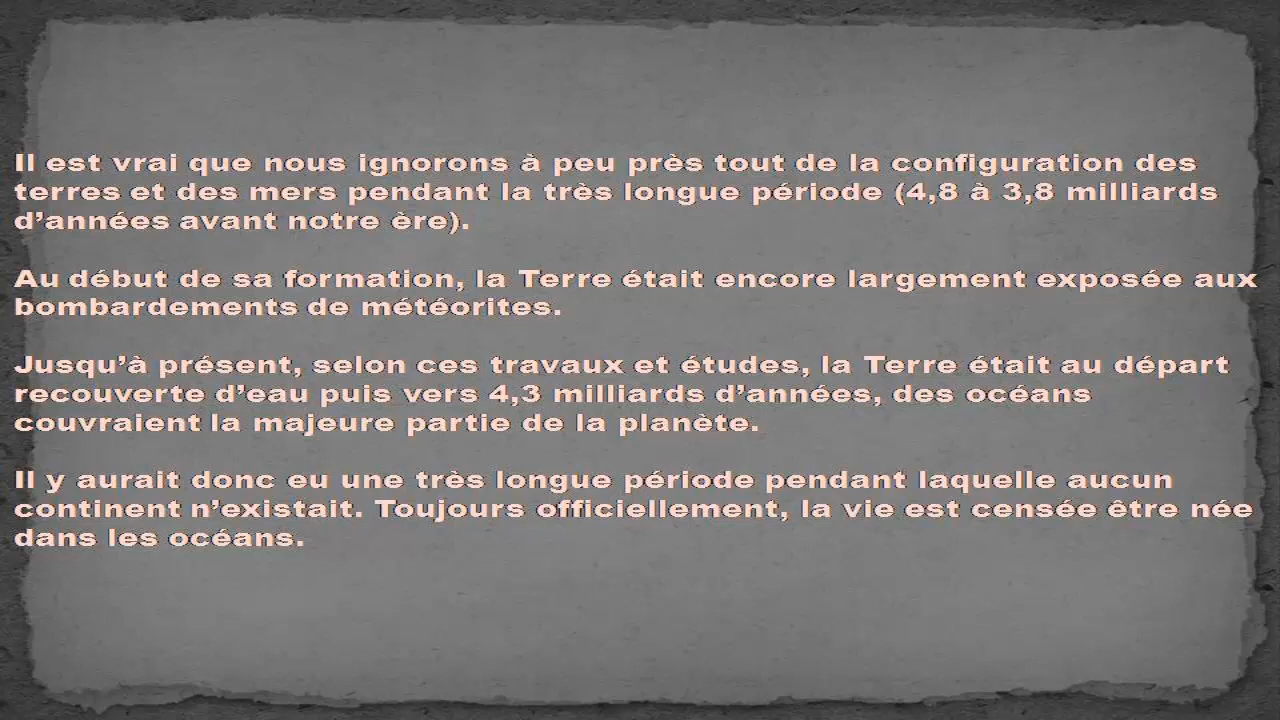 Il est vrai que nous ignorons à peu près tout de la configuration des
terres et des mers pendant la très longue période (4,8 à 3,8 milliards
d’années avant notre ère).
Au début de sa formation, la Terre était encore largement exposée aux
bombardements de météorites.
Jusqu’à présent, selon ces travaux et études, la Terre était au départ
recouverte d’eau puis vers 4,3 milliards d’années, des océans
couvraient la majeure partie de la planète.
Il y aurait donc eu une très longue période pendant laquelle aucun
continent n’existait. Toujours officiellement, la vie est censée être née
dans les océans.